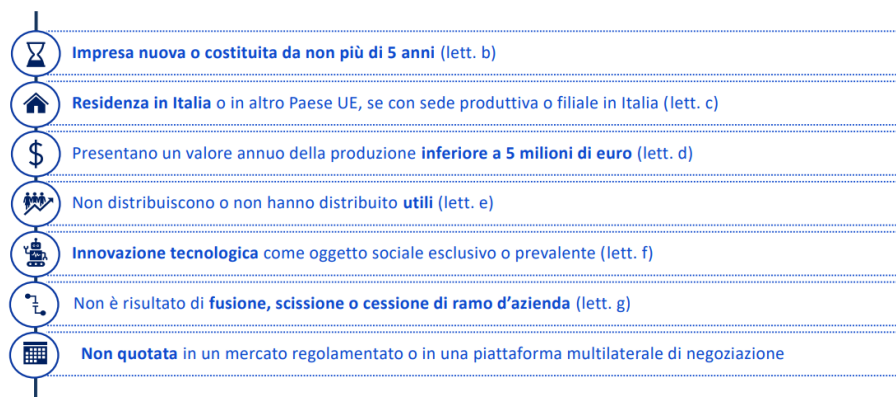 Impresa nuova o costituita da non più di 5 anni (lett. b)
Residenza in Italia o in altro Paese UE, se con sede produttiva o filiale in Italia (lett. c)
$ Presentano un valore annuo della produzione inferiore a 5 milioni di euro (lett. d)
Non distribuiscono o non hanno distribuito utili (lett. e)
Innovazione tecnologica come oggetto sociale esclusivo o prevalente (lett. f)
Non è risultato di fusione, scissione o cessione di ramo d'azienda (lett. g)
Non quotata in un mercato regolamentato o in una piattaforma multilaterale di negoziazione